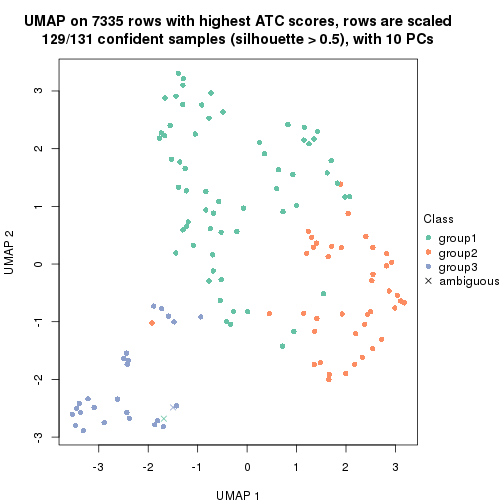 UMAP on 7335 rows with highest ATC scores, rows are scaled
129/131 confident samples (silhouette > 0.5), with 10 PCs
3
2
1
0
-1
-2
-3
UMAP 2
-3
-2
-1
0
1
2
3
UMAP 1
Class
group1
group2
group3
ambiguous